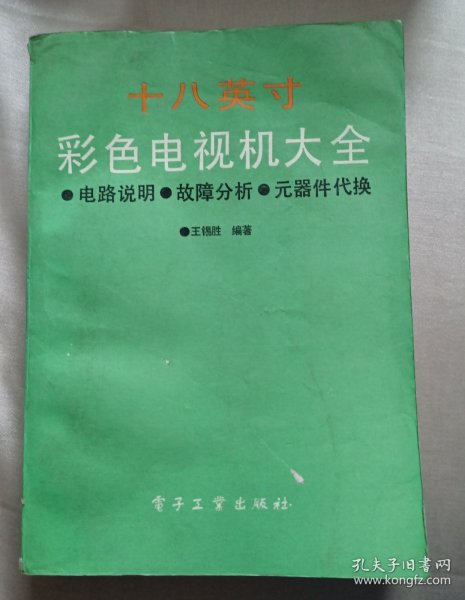 十八英寸
彩色电视机大全
●电路说明●故障分析●元器件代换
●王锡胜 编著
電子工業出版社
孔夫子旧书网
www.kongfz.com